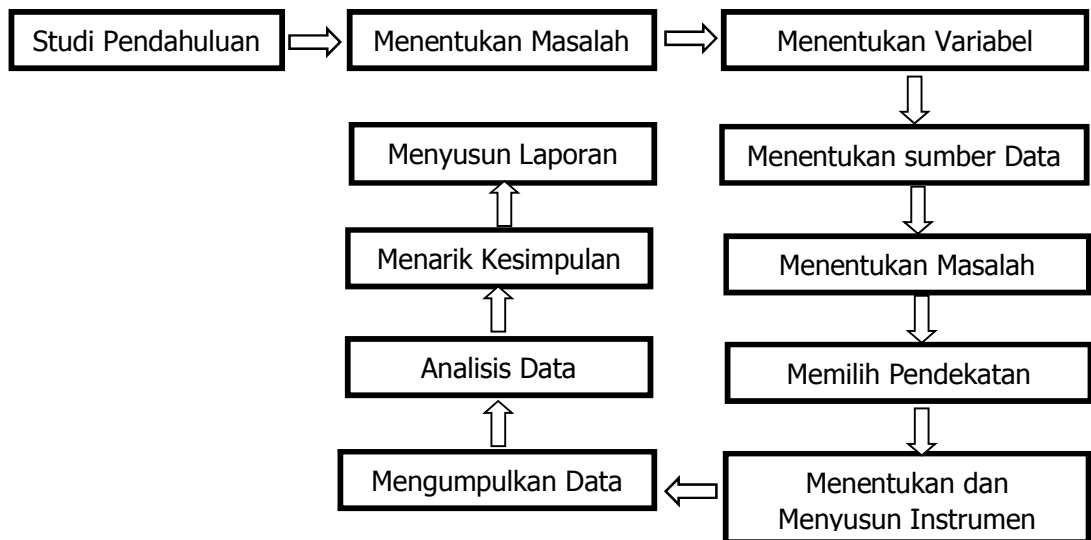 Studi Pendahuluan
Menentukan Masalah
Menentukan Variabel
Menentukan sumber Data
Menentukan Masalah
Memilih Pendekatan
Menentukan dan
Menyusun Instrumen
Mengumpulkan Data
Analisis Data
Menarik Kesimpulan
Menyusun Laporan